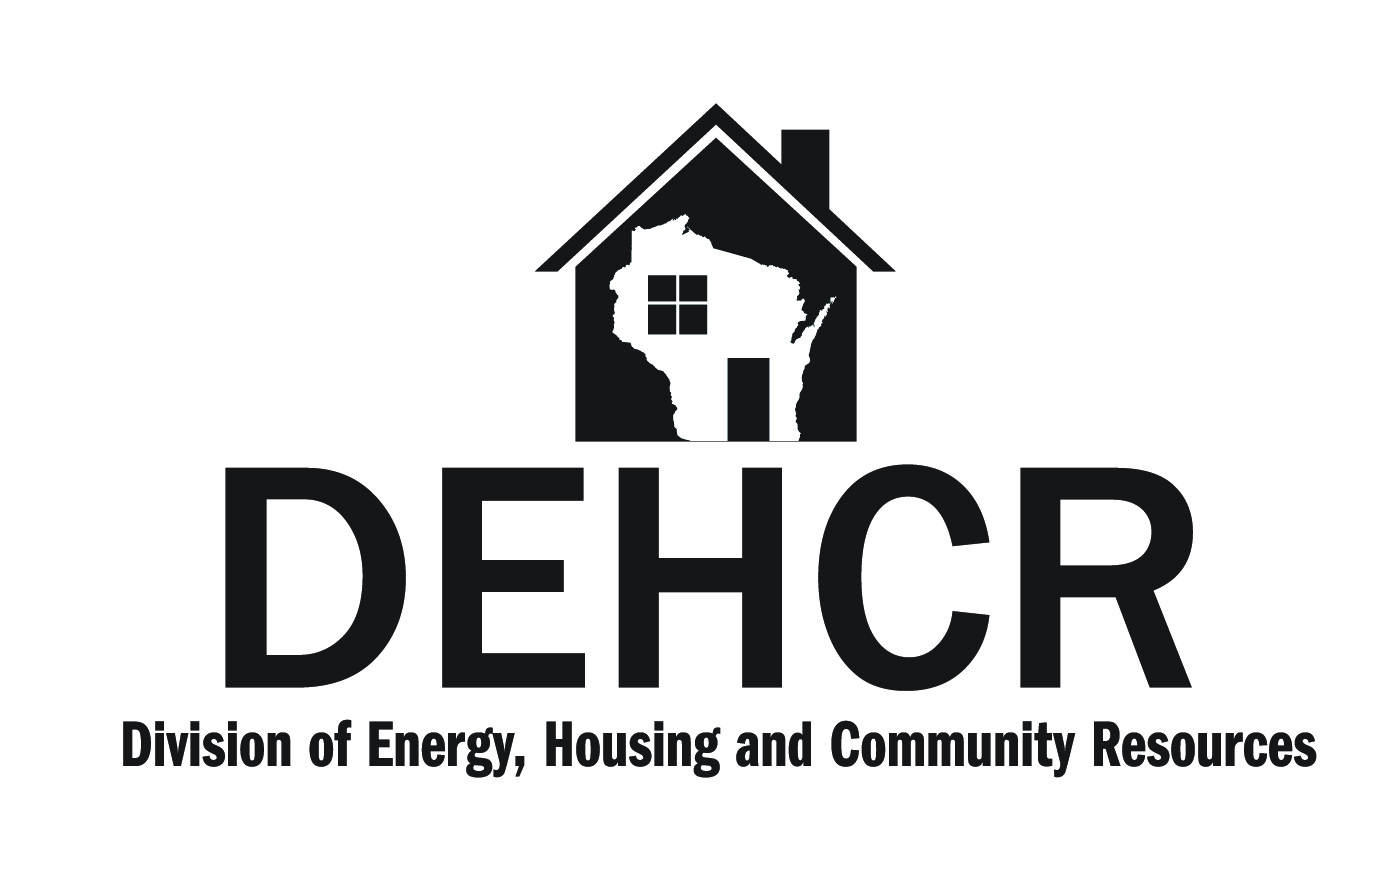 DEHCR
Division of Energy, Housing and Community Resources